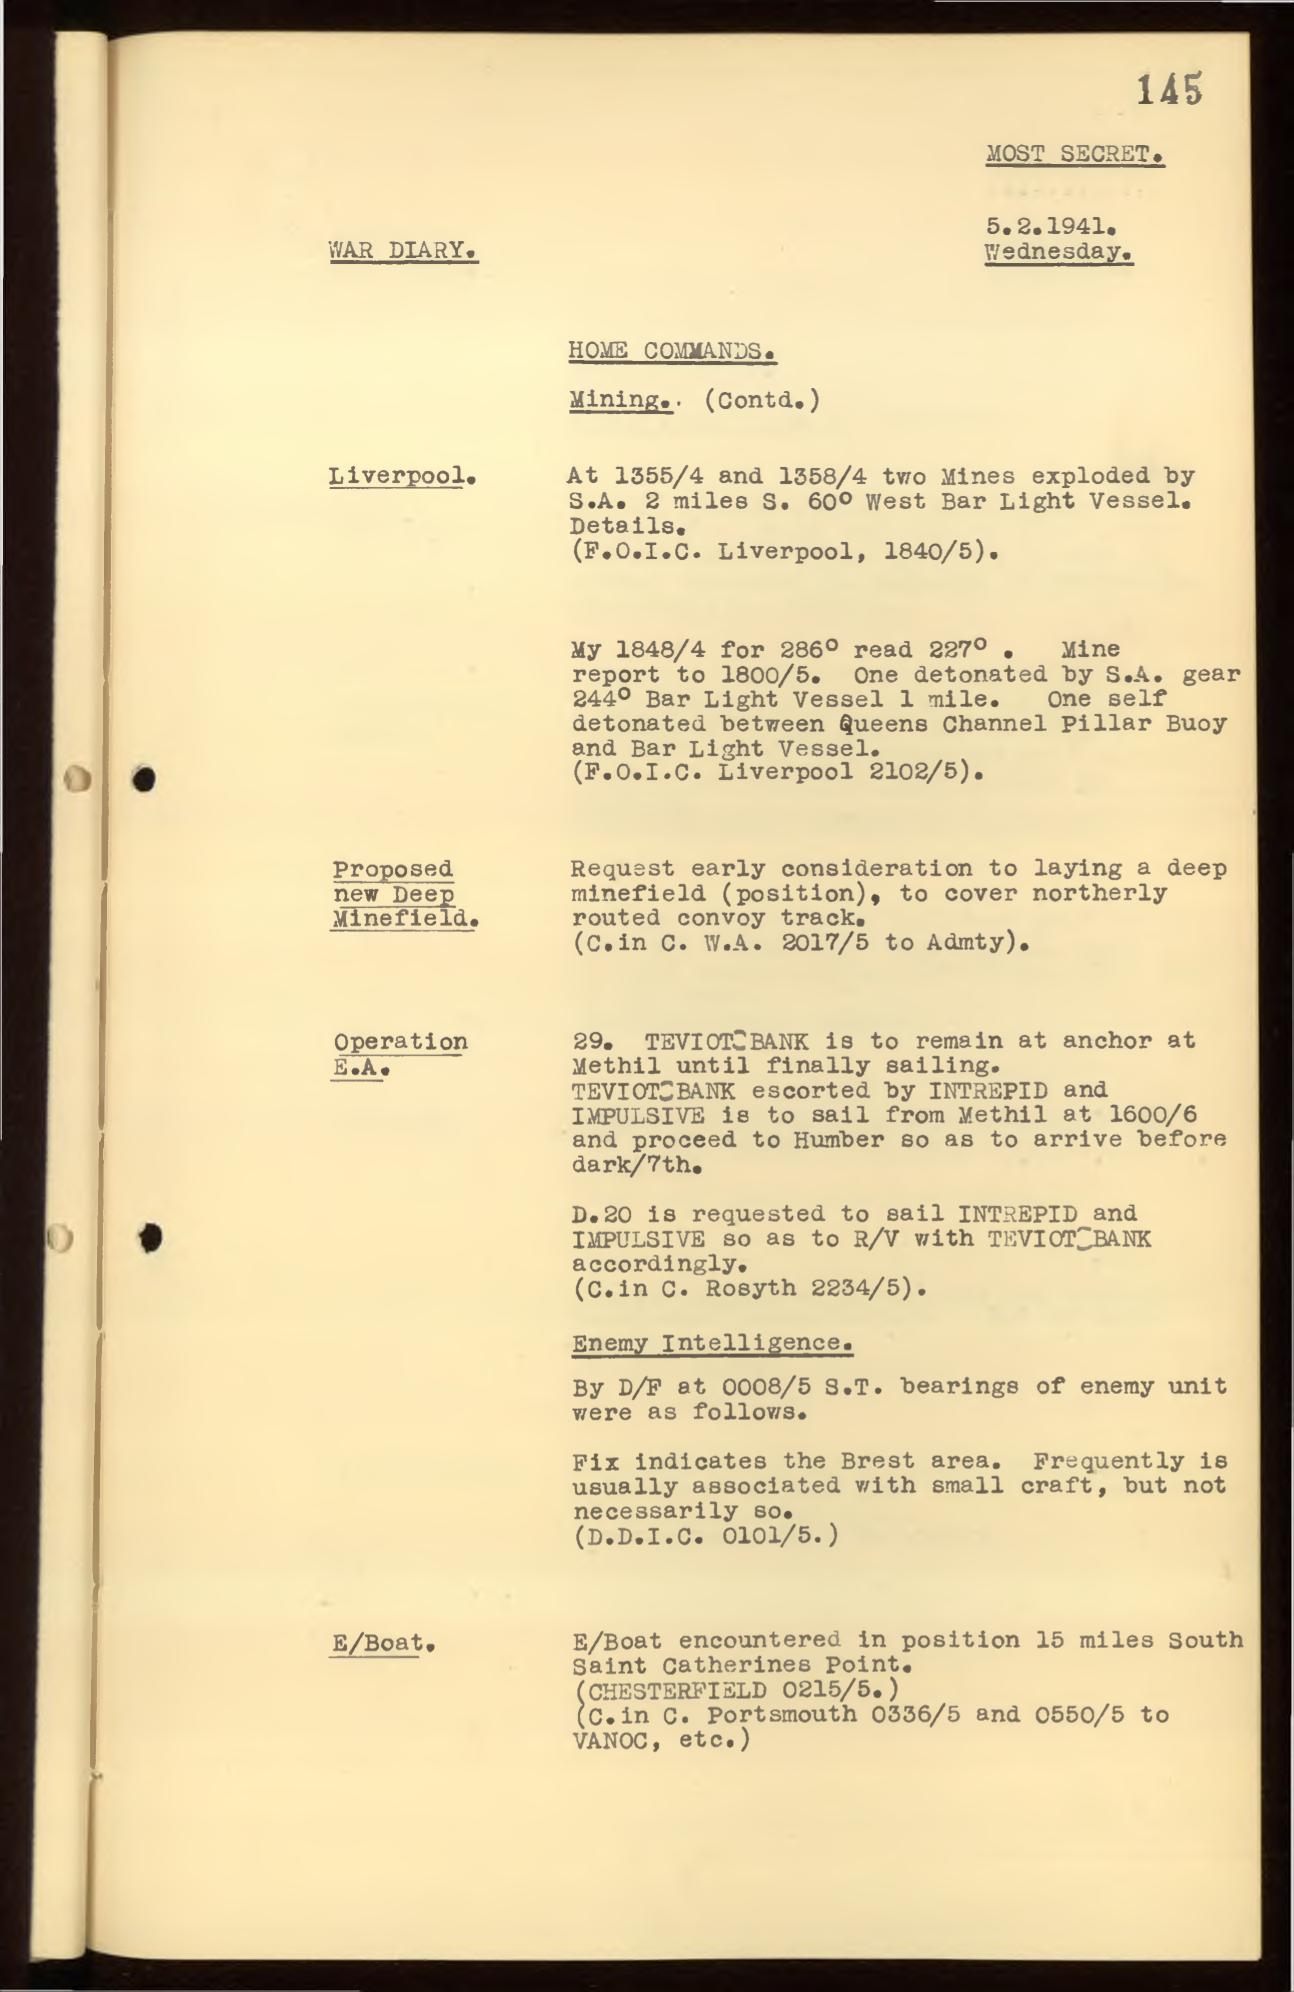 145
MOST SECRET.
5.2.1941.
WAR DIARY.
Wednesday.
HOME COMMANDS.
Mining. (Contd.)
Liverpool.
At 1355/4 and 1358/4 two Mines exploded by
S.A. 2 miles S. 60° West Bar Light Vessel.
Details.
(F.O.I.C. Liverpool, 1840/5).
My 1848/4 for 286° read 227° . Mine
report to 1800/5. One detonated by S.A. gear
244° Bar Light Vessel 1 mile. One self
detonated between Queens Channel Pillar Buoy
and Bar Light Vessel.
(F.O.I.C. Liverpool 2102/5).
Proposed
new Deep
Minefield.
Request early consideration to laying a deep
minefield (position), to cover northerly
routed convoy track.
(C.in C. W.A. 2017/5 to Admty).
Operation
E.A.
29. TEVIOT BANK is to remain at anchor at
Methil until finally sailing.
TEVIOT BANK escorted by INTREPID and
IMPULSIVE is to sail from Methil at 1600/6
and proceed to Humber so as to arrive before
dark/7th.
D.20 is requested to sail INTREPID and
IMPULSIVE so as to R/V with TEVIOT BANK
accordingly.
(C.in C. Rosyth 2234/5).
Enemy Intelligence.
By D/F at 0008/5 S.T. bearings of enemy unit
were as follows.
Fix indicates the Brest area. Frequently is
usually associated with small craft, but not
necessarily so.
(D.D.I.C. 0101/5.)
E/Boat.
E/Boat encountered in position 15 miles South
Saint Catherines Point.
(CHESTERFIELD 0215/5.)
(C.in C. Portsmouth 0336/5 and 0550/5 to
VANOC, etc.)